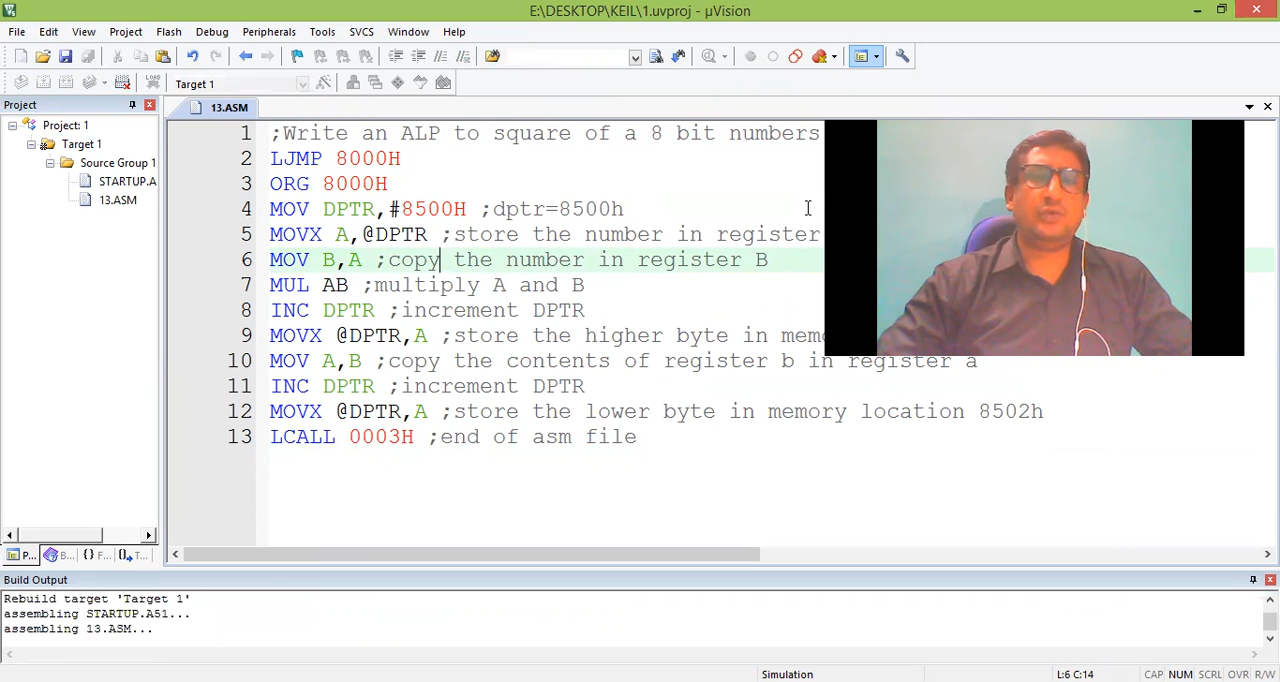 E:\DESKTOP\KEIL\1.uvproj - µVision
File Edit View Project Flash Debug Peripherals Tools SVCS Window Help
LOAD Target 1
Project
13.ASM
Project: 1
Target 1
Source Group 1
STARTUP.A
13.ASM
1 ;Write an ALP to square of a 8 bit numbers
2 LJMP 8000H
3 ORG 8000H
4 MOV DPTR,#8500H ;dptr=8500h
5 MOVX A,@DPTR ;store the number in register
6 MOV B,A ;copy the number in register B
7 MUL AB ;multiply A and B
8 INC DPTR ;increment DPTR
9 MOVX @DPTR,A ;store the higher byte in mem
10 MOV A,B ;copy the contents of register b in register a
11 INC DPTR ;increment DPTR
12 MOVX @DPTR,A ;store the lower byte in memory location 8502h
13 LCALL 0003H ;end of asm file
P... B... {} F... 0 T...
Build Output
Rebuild target 'Target 1'
assembling STARTUP.A51...
assembling 13.ASM...
Simulation L:6 C:14 CAP NUM SCRL OVR R/W